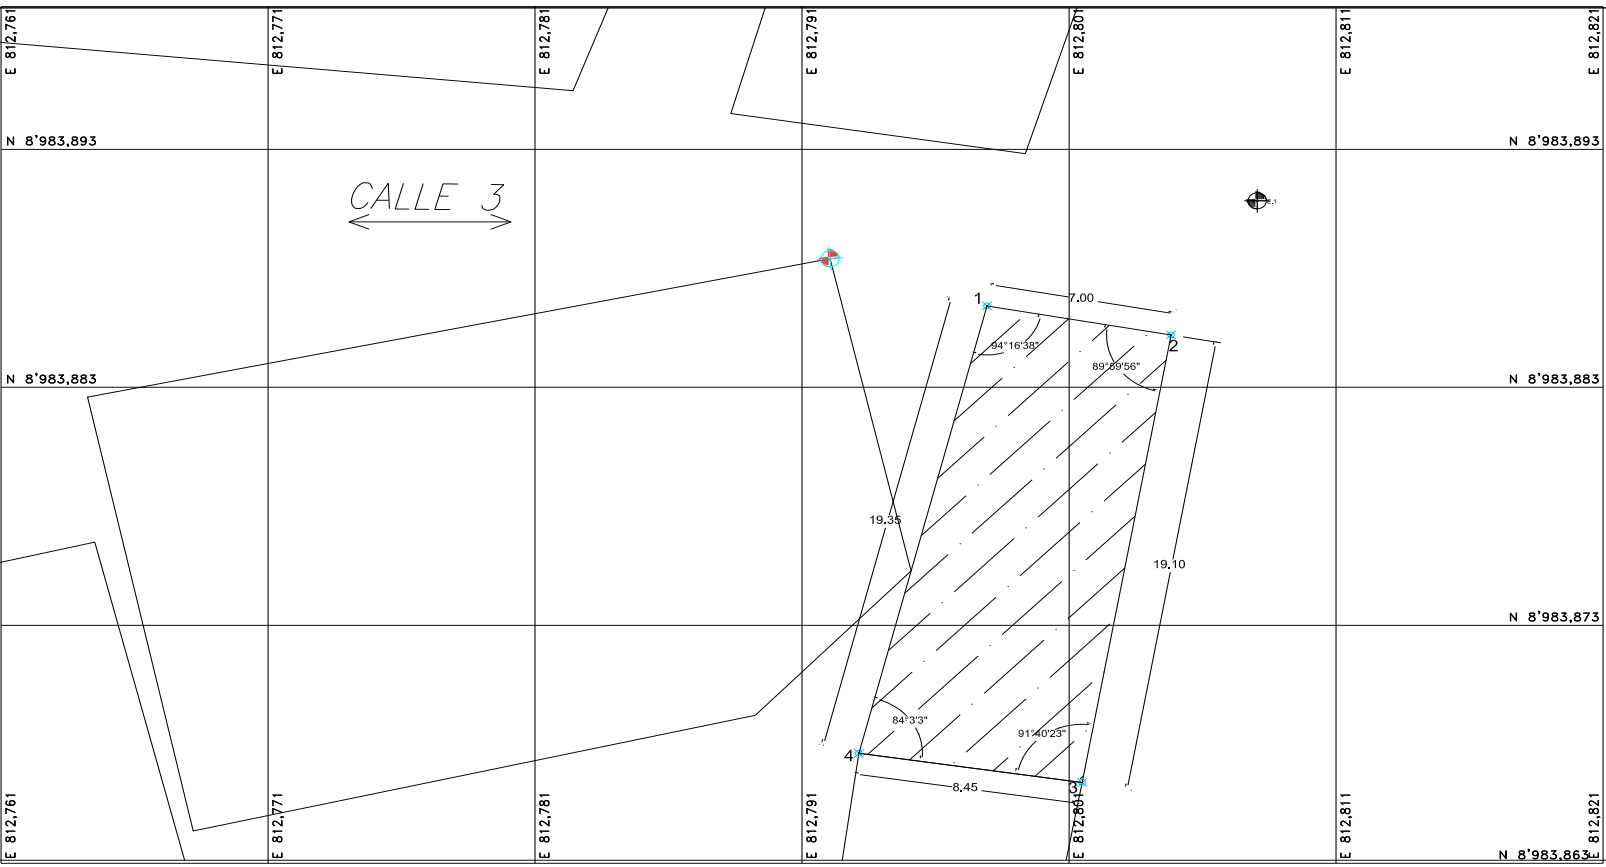 E 812,761
E 812,771
E 812,781
E 812,791
E 812,801
E 812,811
E 812,821
N 8'983,893
N 8'983,893
CALLE 3
1
7.00
2
94°16'38"
89°59'56"
N 8'983,883
N 8'983,883
19.35
19.10
N 8'983,873
84°3'3"
91°40'23"
4
3
8.45
E 812,761
E 812,771
E 812,781
E 812,791
E 812,801
E 812,811
E 812,821
N 8'983,863